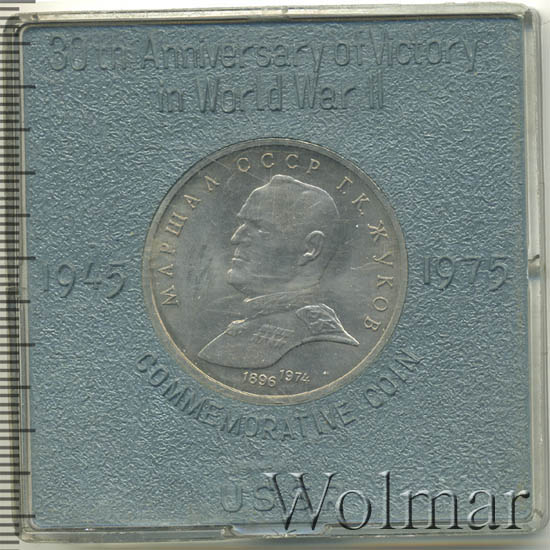 30th Anniversary of Victory
in World War II
МАРШАЛ СССР Г.К. ЖУКОВ
1945
1975
1896 1974
COMMEMORATIVE COIN
Wolmar